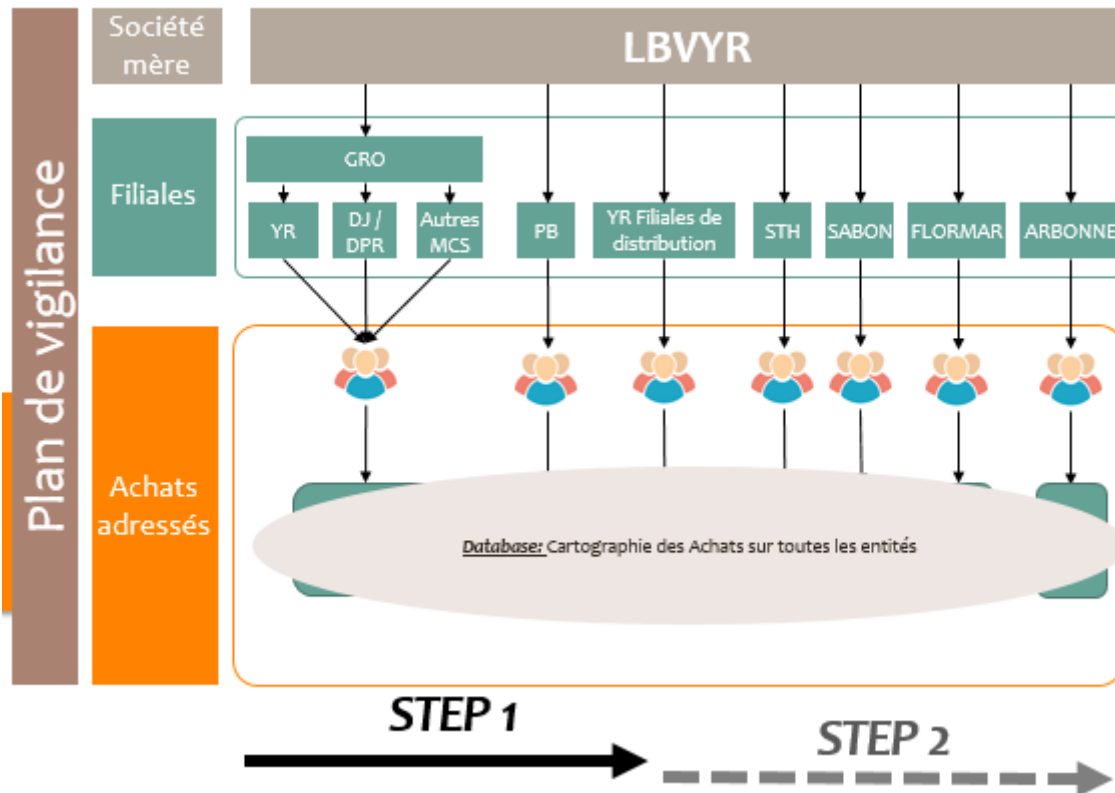 Plan de vigilance
Société
mère
LBVYR
Filiales
GRO
YR
DJ /
DPR
Autres
MCS
PB
YR Filiales de
distribution
STH
SABON
FLORMAR
ARBONNE
Achats
adressés
Database: Cartographie des Achats sur toutes les entités
STEP 1
STEP 2